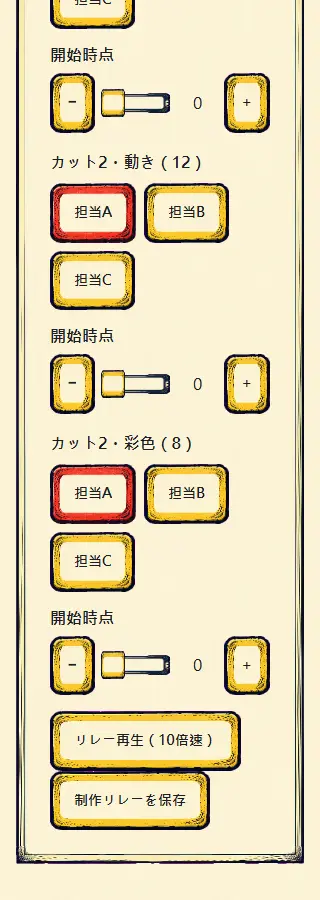 担当C
開始時点
− 0 +
カット2・動き ( 12 )
担当A 担当B
担当C
開始時点
− 0 +
カット2・彩色 ( 8 )
担当A 担当B
担当C
開始時点
− 0 +
リレー再生 ( 10倍速 )
制作リレーを保存